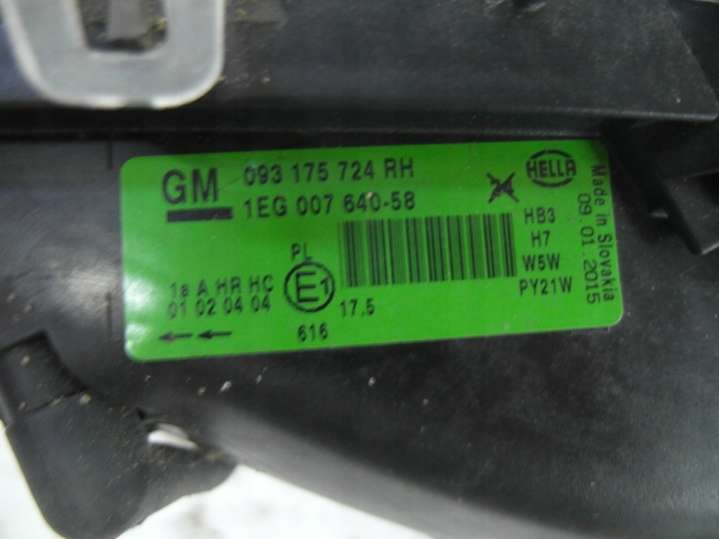 GM
093 175 724 RH
1EG 007 640-58
HELLA
24
HB3
H7
W5W
PY21W
PL
1a A HR HC
01 02 04 04
E1
17,5
616
Made in Slovakia
09.01.2015